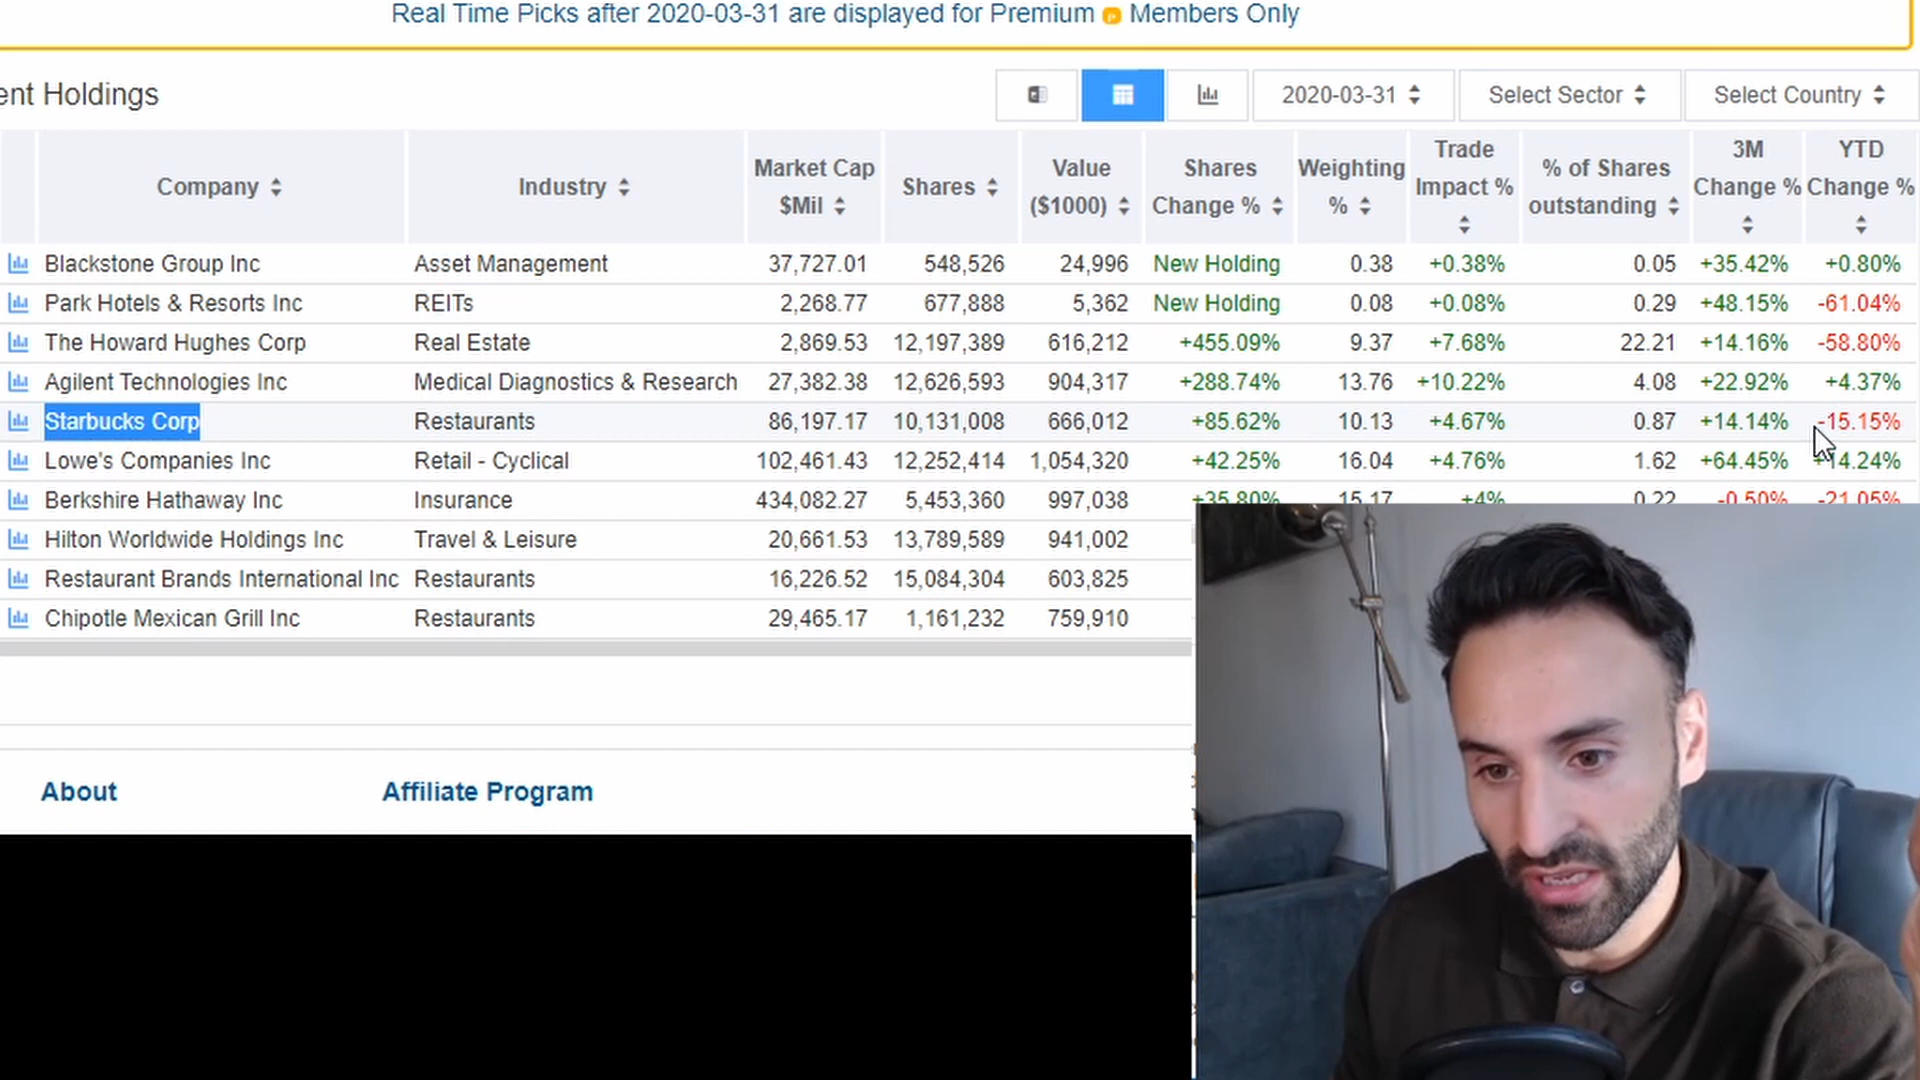 Real Time Picks after 2020-03-31 are displayed for Premium Members Only
ent Holdings
2020-03-31 Select Sector Select Country
Company Industry Market Cap $Mil Shares Value ($1000) Shares Change % Weighting % Trade Impact % % of Shares outstanding 3M Change % YTD Change %
Blackstone Group Inc Asset Management 37,727.01 548,526 24,996 New Holding 0.38 +0.38% 0.05 +35.42% +0.80%
Park Hotels & Resorts Inc REITs 2,268.77 677,888 5,362 New Holding 0.08 +0.08% 0.29 +48.15% -61.04%
The Howard Hughes Corp Real Estate 2,869.53 12,197,389 616,212 +455.09% 9.37 +7.68% 22.21 +14.16% -58.80%
Agilent Technologies Inc Medical Diagnostics & Research 27,382.38 12,626,593 904,317 +288.74% 13.76 +10.22% 4.08 +22.92% +4.37%
Starbucks Corp Restaurants 86,197.17 10,131,008 666,012 +85.62% 10.13 +4.67% 0.87 +14.14% -15.15%
Lowe's Companies Inc Retail - Cyclical 102,461.43 12,252,414 1,054,320 +42.25% 16.04 +4.76% 1.62 +64.45% +14.24%
Berkshire Hathaway Inc Insurance 434,082.27 5,453,360 997,038 +35.80% 15.17 +4% 0.22 -0.50% -21.05%
Hilton Worldwide Holdings Inc Travel & Leisure 20,661.53 13,789,589 941,002
Restaurant Brands International Inc Restaurants 16,226.52 15,084,304 603,825
Chipotle Mexican Grill Inc Restaurants 29,465.17 1,161,232 759,910
About Affiliate Program